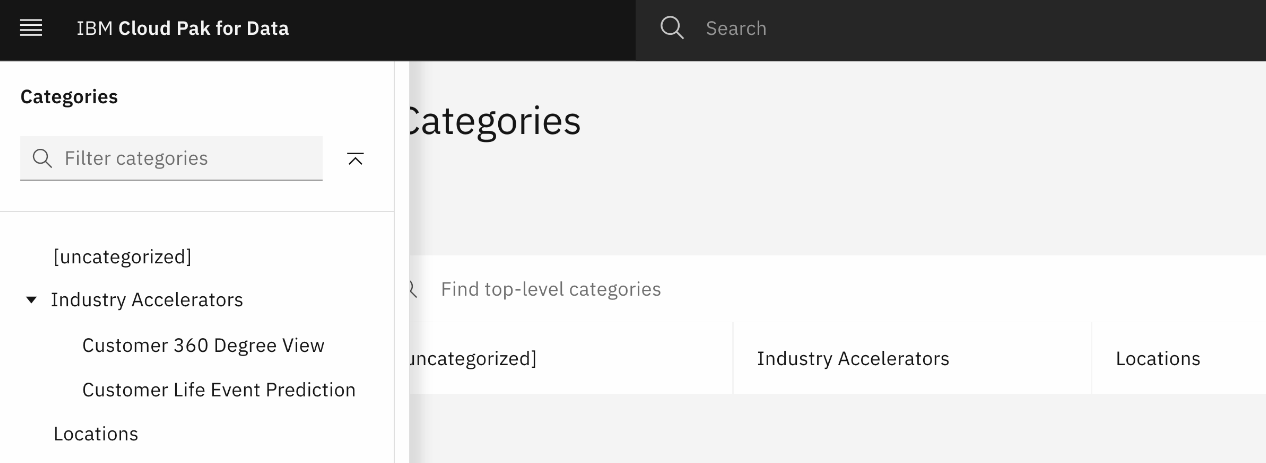 IBM Cloud Pak for Data
Search
Categories
Filter categories
[uncategorized]
Industry Accelerators
Customer 360 Degree View
Customer Life Event Prediction
Locations
Categories
Find top-level categories
uncategorized]
Industry Accelerators
Locations